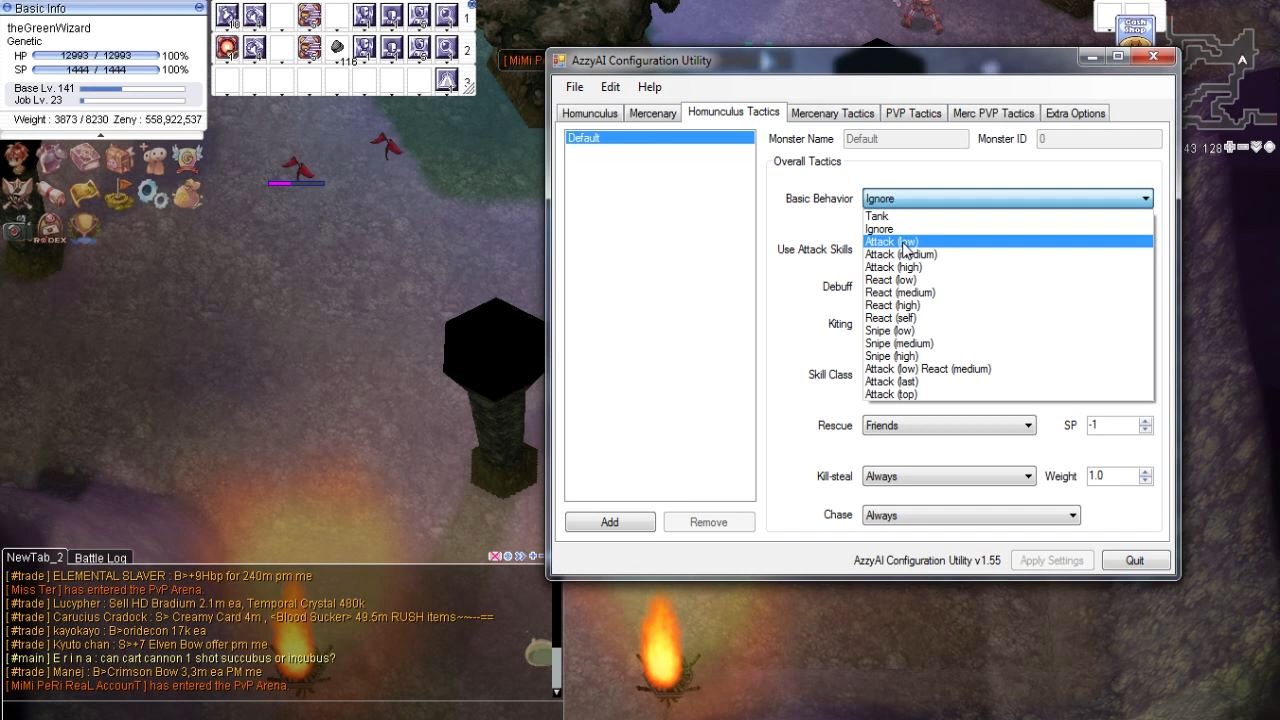 Basic Info
theGreenWizard
Genetic
HP 12993 / 12993 100%
SP 1444 / 1444 100%
Base Lv. 141
Job Lv. 23
Weight : 3873 / 8230 Zeny : 558,922,537
RODEX
1
2
3
Cash Shop
[ MiMi P
AzzyAI Configuration Utility
File Edit Help
Homunculus Mercenary Homunculus Tactics Mercenary Tactics PVP Tactics Merc PVP Tactics Extra Options
Default
Monster Name Default Monster ID 0
Overall Tactics
Basic Behavior Ignore
Tank
Ignore
Attack (low)
Attack (medium)
Attack (high)
React (low)
React (medium)
React (high)
React (self)
Snipe (low)
Snipe (medium)
Snipe (high)
Attack (low) React (medium)
Attack (last)
Attack (top)
Use Attack Skills
Debuff
Kiting
Skill Class
Rescue Friends SP -1
Kill-steal Always Weight 1.0
Chase Always
Add Remove
AzzyAI Configuration Utility v1.55 Apply Settings Quit
43 128
NewTab_2 Battle Log
[ #trade ] ELEMENTAL SLAVER : B>+9Hbp for 240m pm me
[ Miss Ter ] has entered the PvP Arena.
[ #trade ] Lucypher : Sell HD Bradium 2.1m ea, Temporal Crystal 480k
[ #trade ] Carucius Cradock : S> Creamy Card 4m , <Blood Sucker> 49.5m RUSH Items~~---==
[ #trade ] kayokayo : B>oridecon 17k ea
[ #trade ] Kyuto chan : S>+7 Elven Bow offer pm me
[ #main ] E r i n a : can cart cannon 1 shot succubus or incubus?
[ #trade ] Manej : B>Crimson Bow 3,3m ea PM me
[ MiMi PeRi ReaL AccounT ] has entered the PvP Arena.